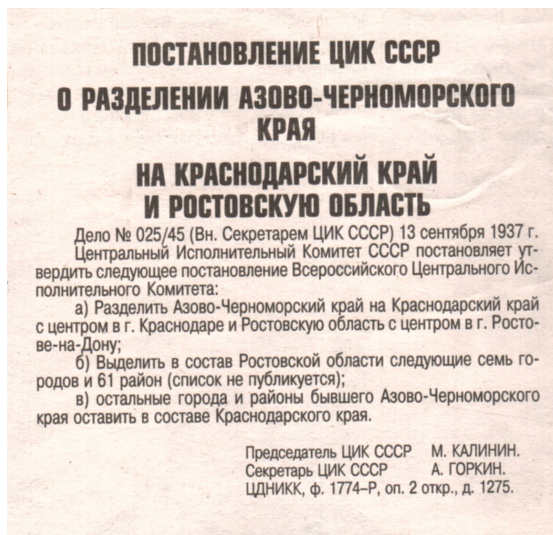 ПОСТАНОВЛЕНИЕ ЦИК СССР
О РАЗДЕЛЕНИИ АЗОВО-ЧЕРНОМОРСКОГО
КРАЯ
НА КРАСНОДАРСКИЙ КРАЙ
И РОСТОВСКУЮ ОБЛАСТЬ
Дело № 025/45 (Вн. Секретарем ЦИК СССР) 13 сентября 1937 г.
Центральный Исполнительный Комитет СССР постановляет ут-
вердить следующее постановление Всероссийского Центрального Ис-
полнительного Комитета:
а) Разделить Азово-Черноморский край на Краснодарский край
с центром в г. Краснодаре и Ростовскую область с центром в г. Росто-
ве-на-Дону;
б) Выделить в состав Ростовской области следующие семь го-
родов и 61 район (список не публикуется);
в) остальные города и районы бывшего Азово-Черноморского
края оставить в составе Краснодарского края.
Председатель ЦИК СССР М. КАЛИНИН.
Секретарь ЦИК СССР А. ГОРКИН.
ЦДНИКК, ф. 1774–Р, оп. 2 откр., д. 1275.